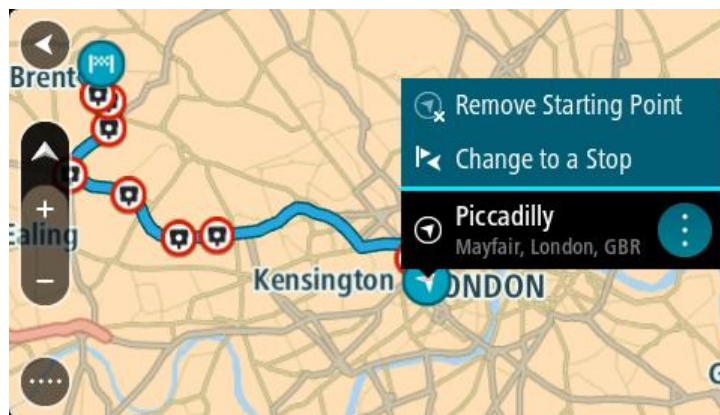 Brent
Remove Starting Point
Change to a Stop
Piccadilly
Mayfair, London, GBR
Ealing
Kensington
ONDON
G